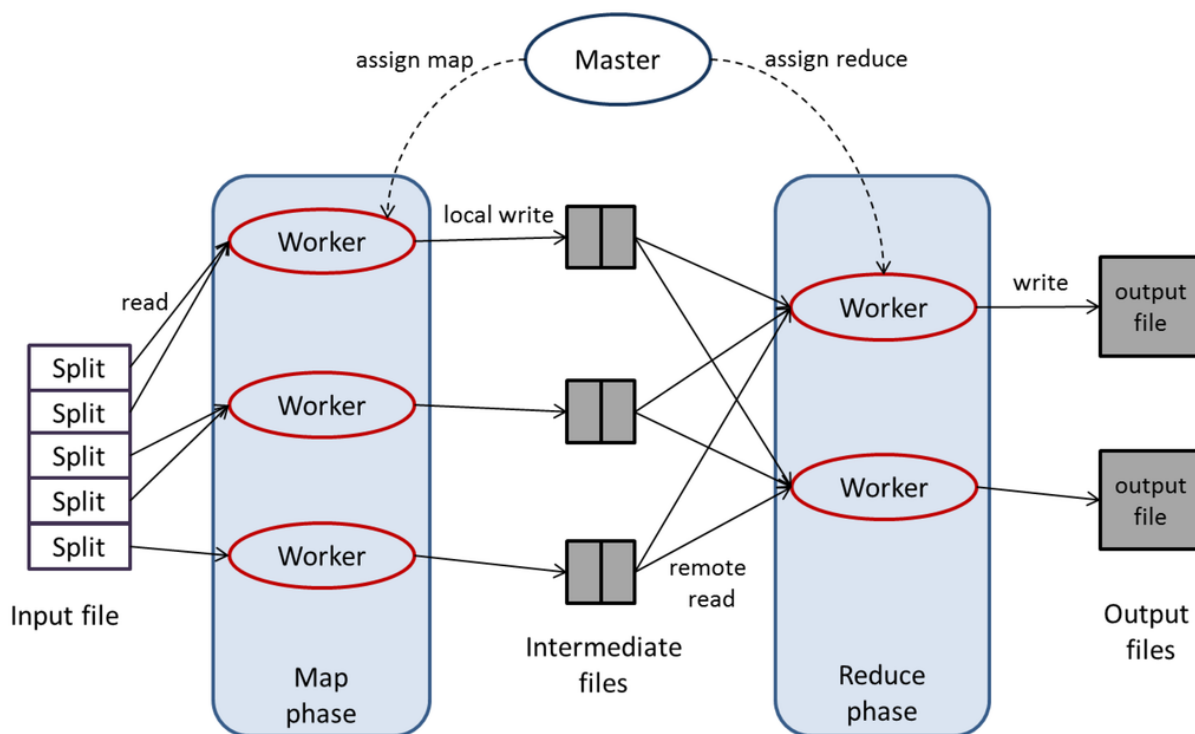 Master
assign map
assign reduce
Worker
local write
read
Worker
write
output
file
Split
Split
Split
Split
Split
Worker
Worker
output
file
Worker
remote
read
Input file
Intermediate
files
Output
files
Map
phase
Reduce
phase